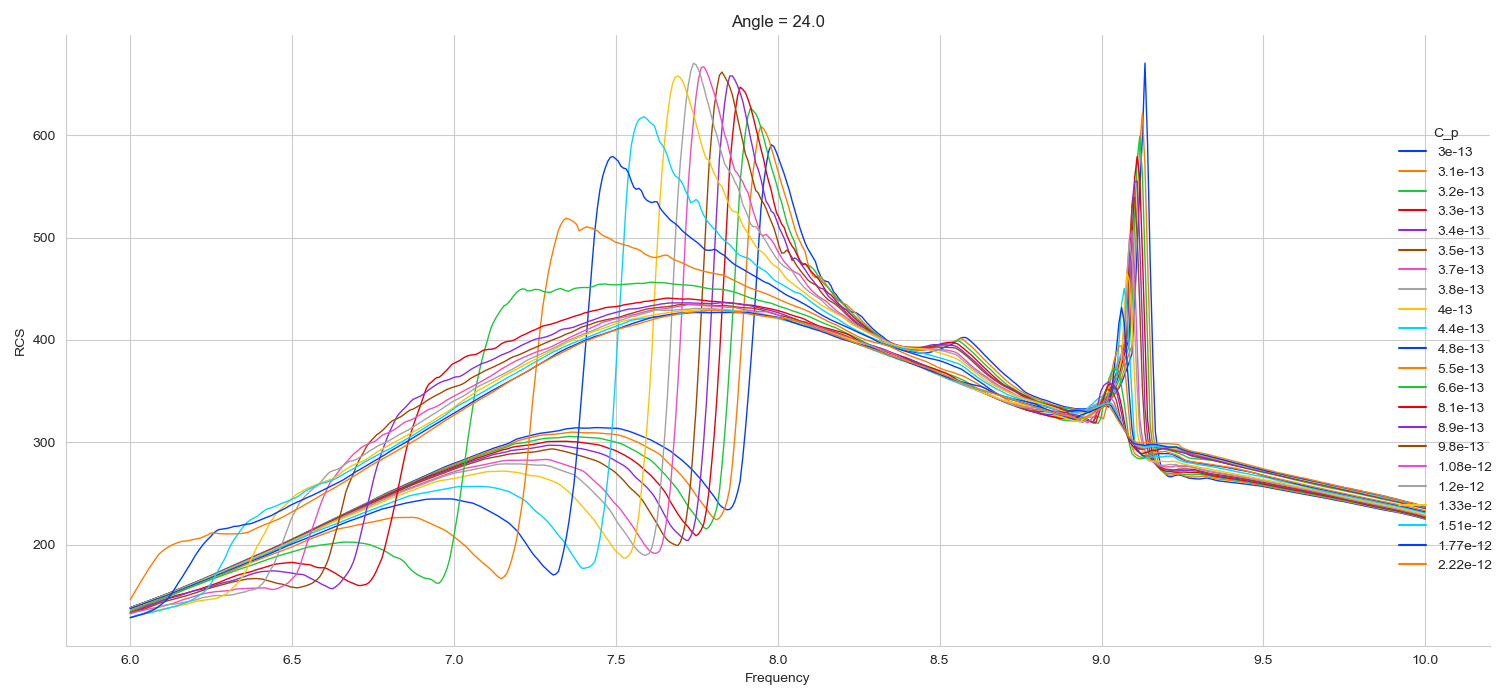 Angle = 24.0
RCS
600
500
400
300
200
6.0 6.5 7.0 7.5 8.0 8.5 9.0 9.5 10.0
Frequency
C_p
3e-13
3.1e-13
3.2e-13
3.3e-13
3.4e-13
3.5e-13
3.7e-13
3.8e-13
4e-13
4.4e-13
4.8e-13
5.5e-13
6.6e-13
8.1e-13
8.9e-13
9.8e-13
1.08e-12
1.2e-12
1.33e-12
1.51e-12
1.77e-12
2.22e-12